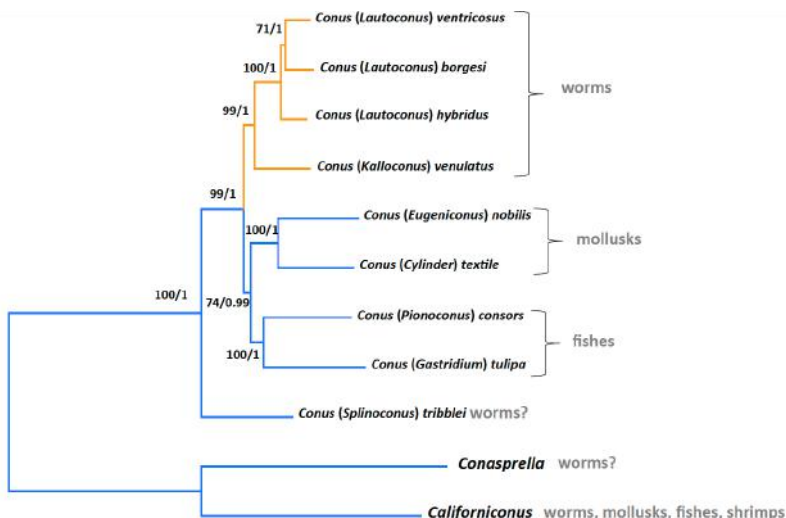 71/1
Conus (Lautoconus) ventricosus
100/1
Conus (Lautoconus) borgesi
worms
99/1
Conus (Lautoconus) hybridus
Conus (Kalloconus) venulatus
99/1
100/1
Conus (Eugeniconus) nobilis
mollusks
Conus (Cylinder) textile
100/1
74/0.99
Conus (Pionoconus) consors
fishes
100/1
Conus (Gastridium) tulipa
Conus (Splinoconus) tribblei worms?
Conasprella worms?
Californiconus worms, mollusks, fishes, shrimps